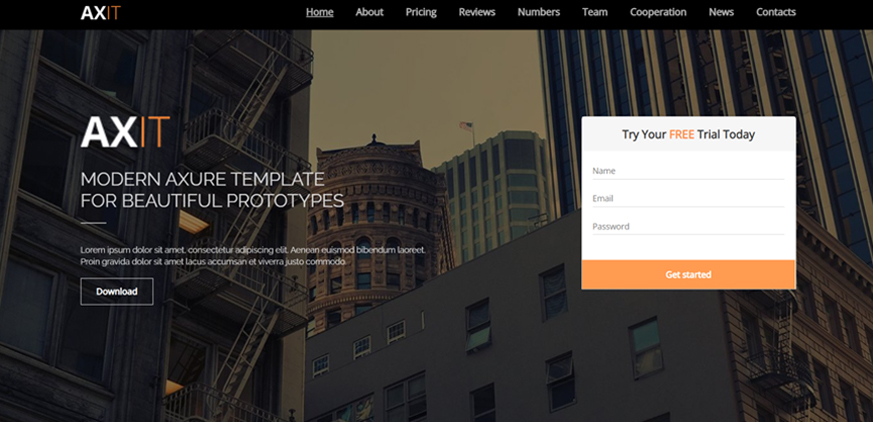 AXIT
Home About Pricing Reviews Numbers Team Cooperation News Contacts
AXIT
MODERN AXURE TEMPLATE
FOR BEAUTIFUL PROTOTYPES
Lorem ipsum dolor sit amet, consectetur adipiscing elit. Aenean euismod bibendum laoreet.
Proin gravida dolor sit amet lacus accumsan et viverra justo commodo
Download
Try Your FREE Trial Today
Name
Email
Password
Get started